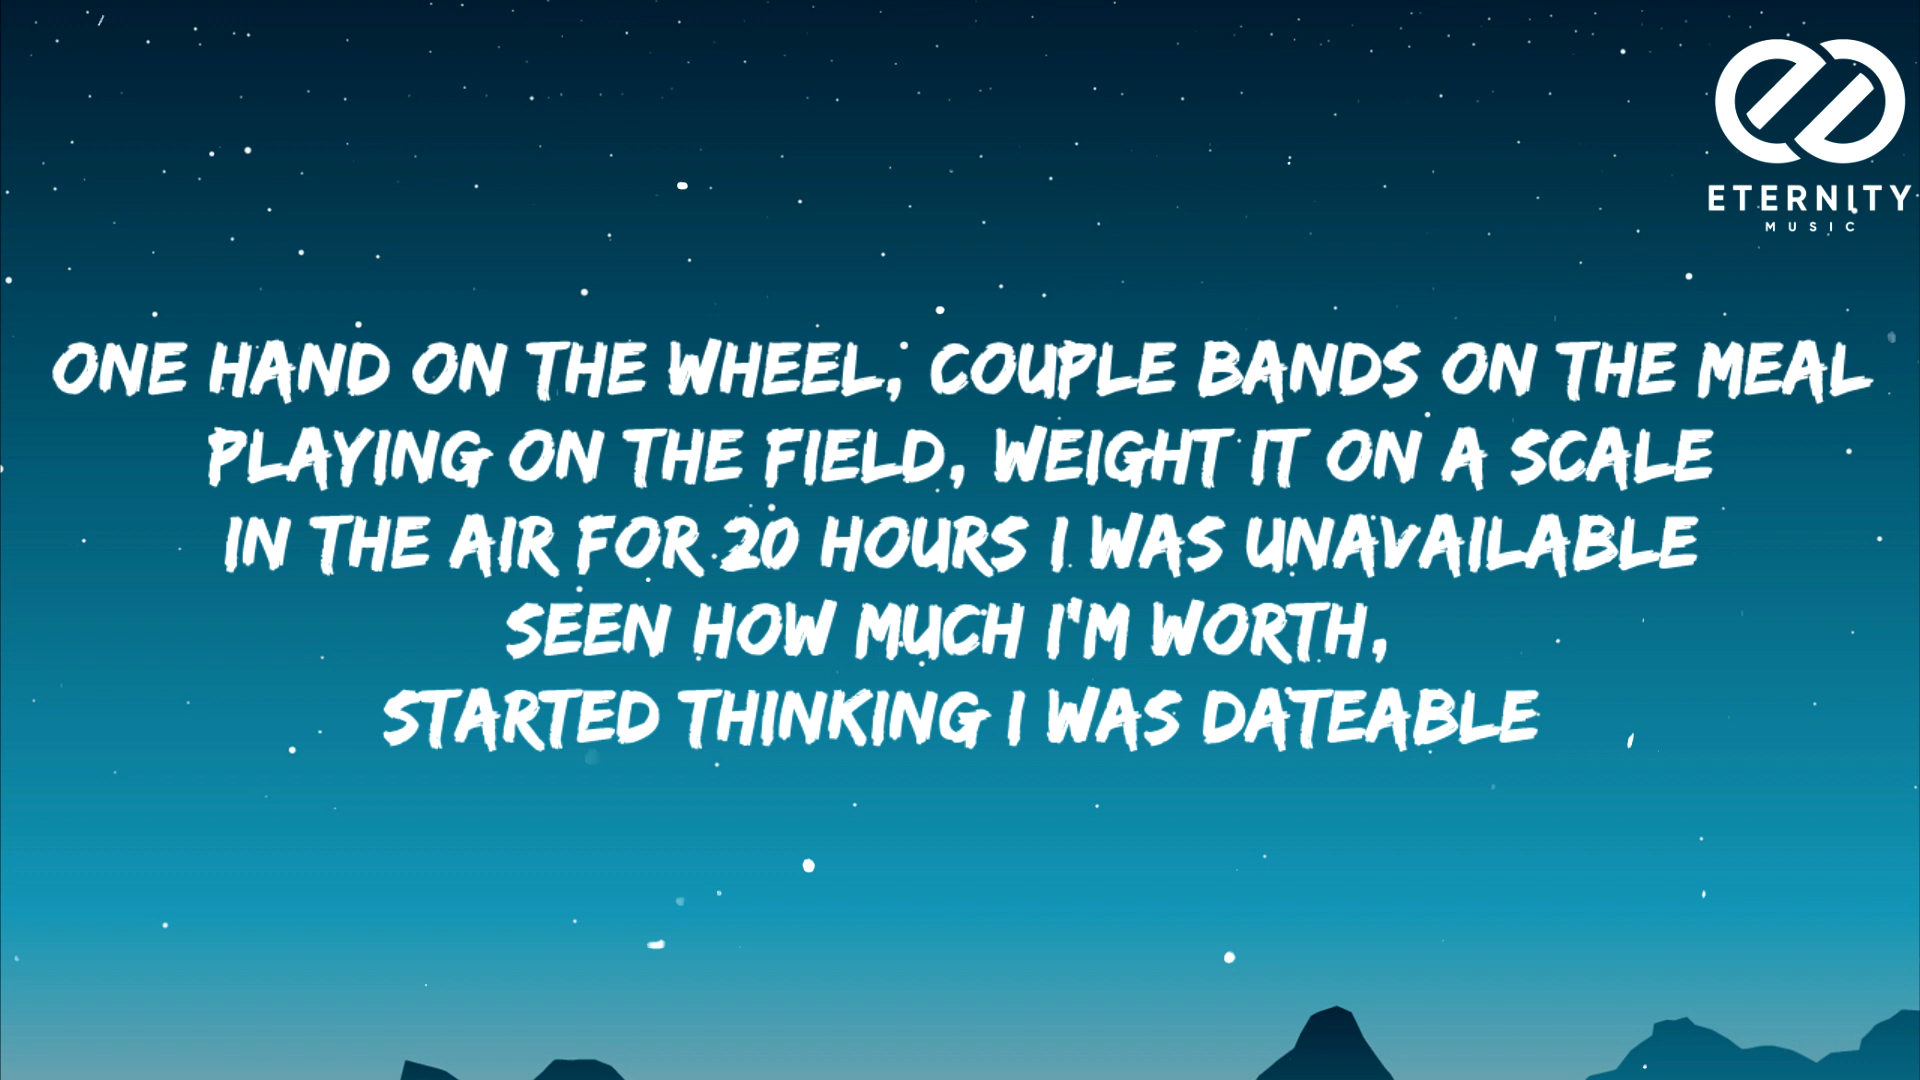 ETERNITY
MUSIC
ONE HAND ON THE WHEEL, COUPLE BANDS ON THE MEAL
PLAYING ON THE FIELD, WEIGHT IT ON A SCALE
IN THE AIR FOR 20 HOURS I WAS UNAVAILABLE
SEEN HOW MUCH I'M WORTH,
STARTED THINKING I WAS DATEABLE